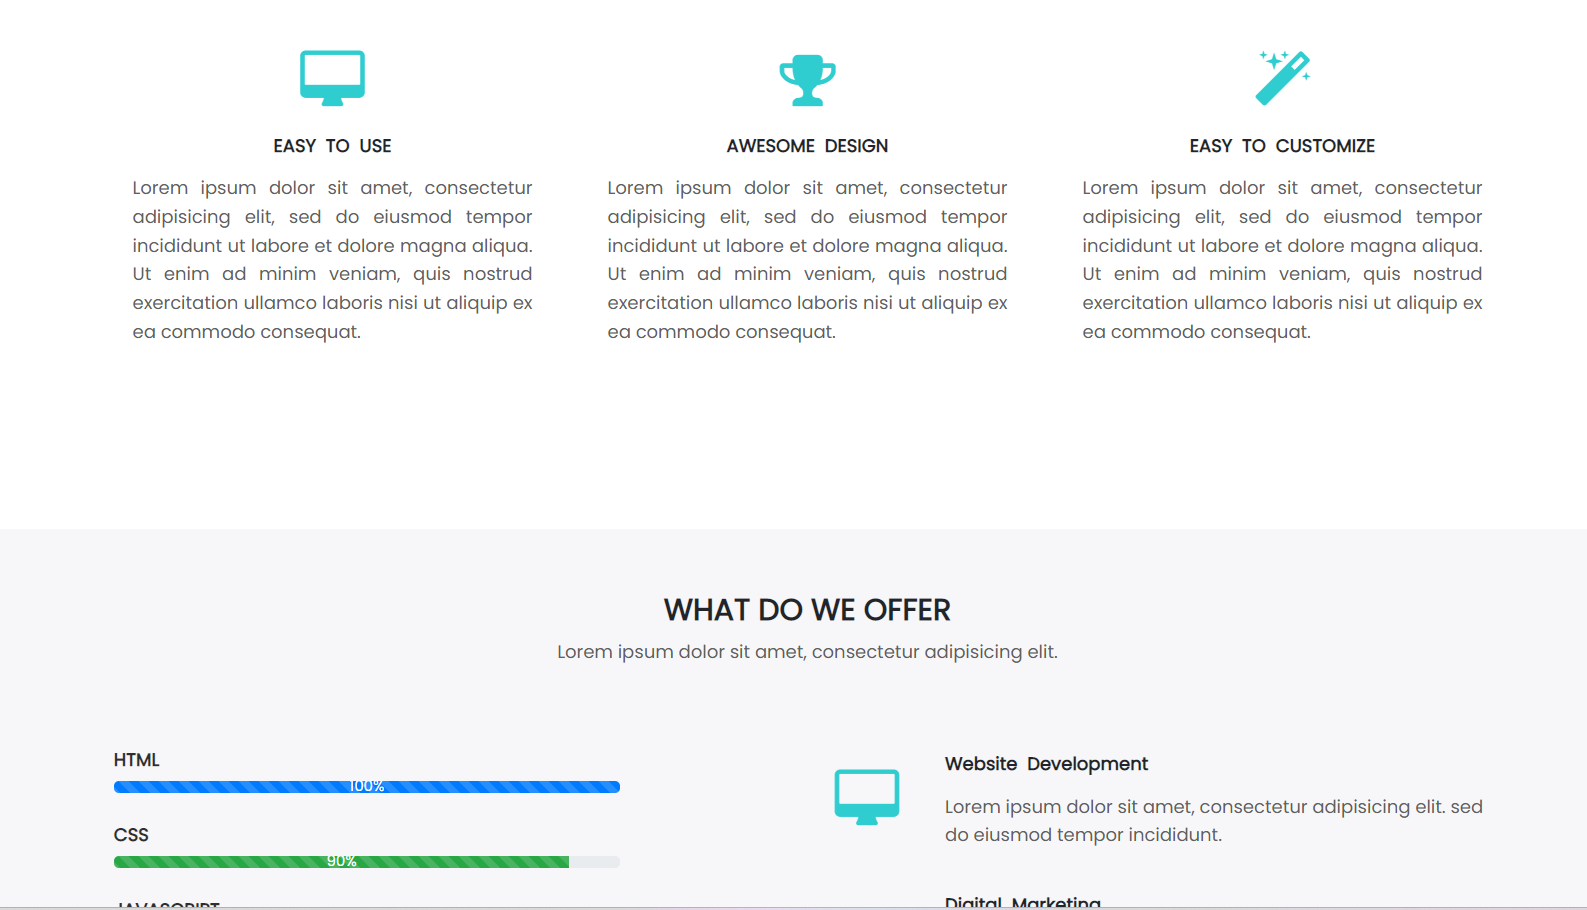 EASY TO USE
Lorem ipsum dolor sit amet, consectetur
adipisicing elit, sed do eiusmod tempor
incididunt ut labore et dolore magna aliqua.
Ut enim ad minim veniam, quis nostrud
exercitation ullamco laboris nisi ut aliquip ex
ea commodo consequat.
AWESOME DESIGN
Lorem ipsum dolor sit amet, consectetur
adipisicing elit, sed do eiusmod tempor
incididunt ut labore et dolore magna aliqua.
Ut enim ad minim veniam, quis nostrud
exercitation ullamco laboris nisi ut aliquip ex
ea commodo consequat.
EASY TO CUSTOMIZE
Lorem ipsum dolor sit amet, consectetur
adipisicing elit, sed do eiusmod tempor
incididunt ut labore et dolore magna aliqua.
Ut enim ad minim veniam, quis nostrud
exercitation ullamco laboris nisi ut aliquip ex
ea commodo consequat.
WHAT DO WE OFFER
Lorem ipsum dolor sit amet, consectetur adipisicing elit.
HTML
100%
CSS
90%
JAVASCRIPT
Website Development
Lorem ipsum dolor sit amet, consectetur adipisicing elit. sed
do eiusmod tempor incididunt.
Digital Marketing